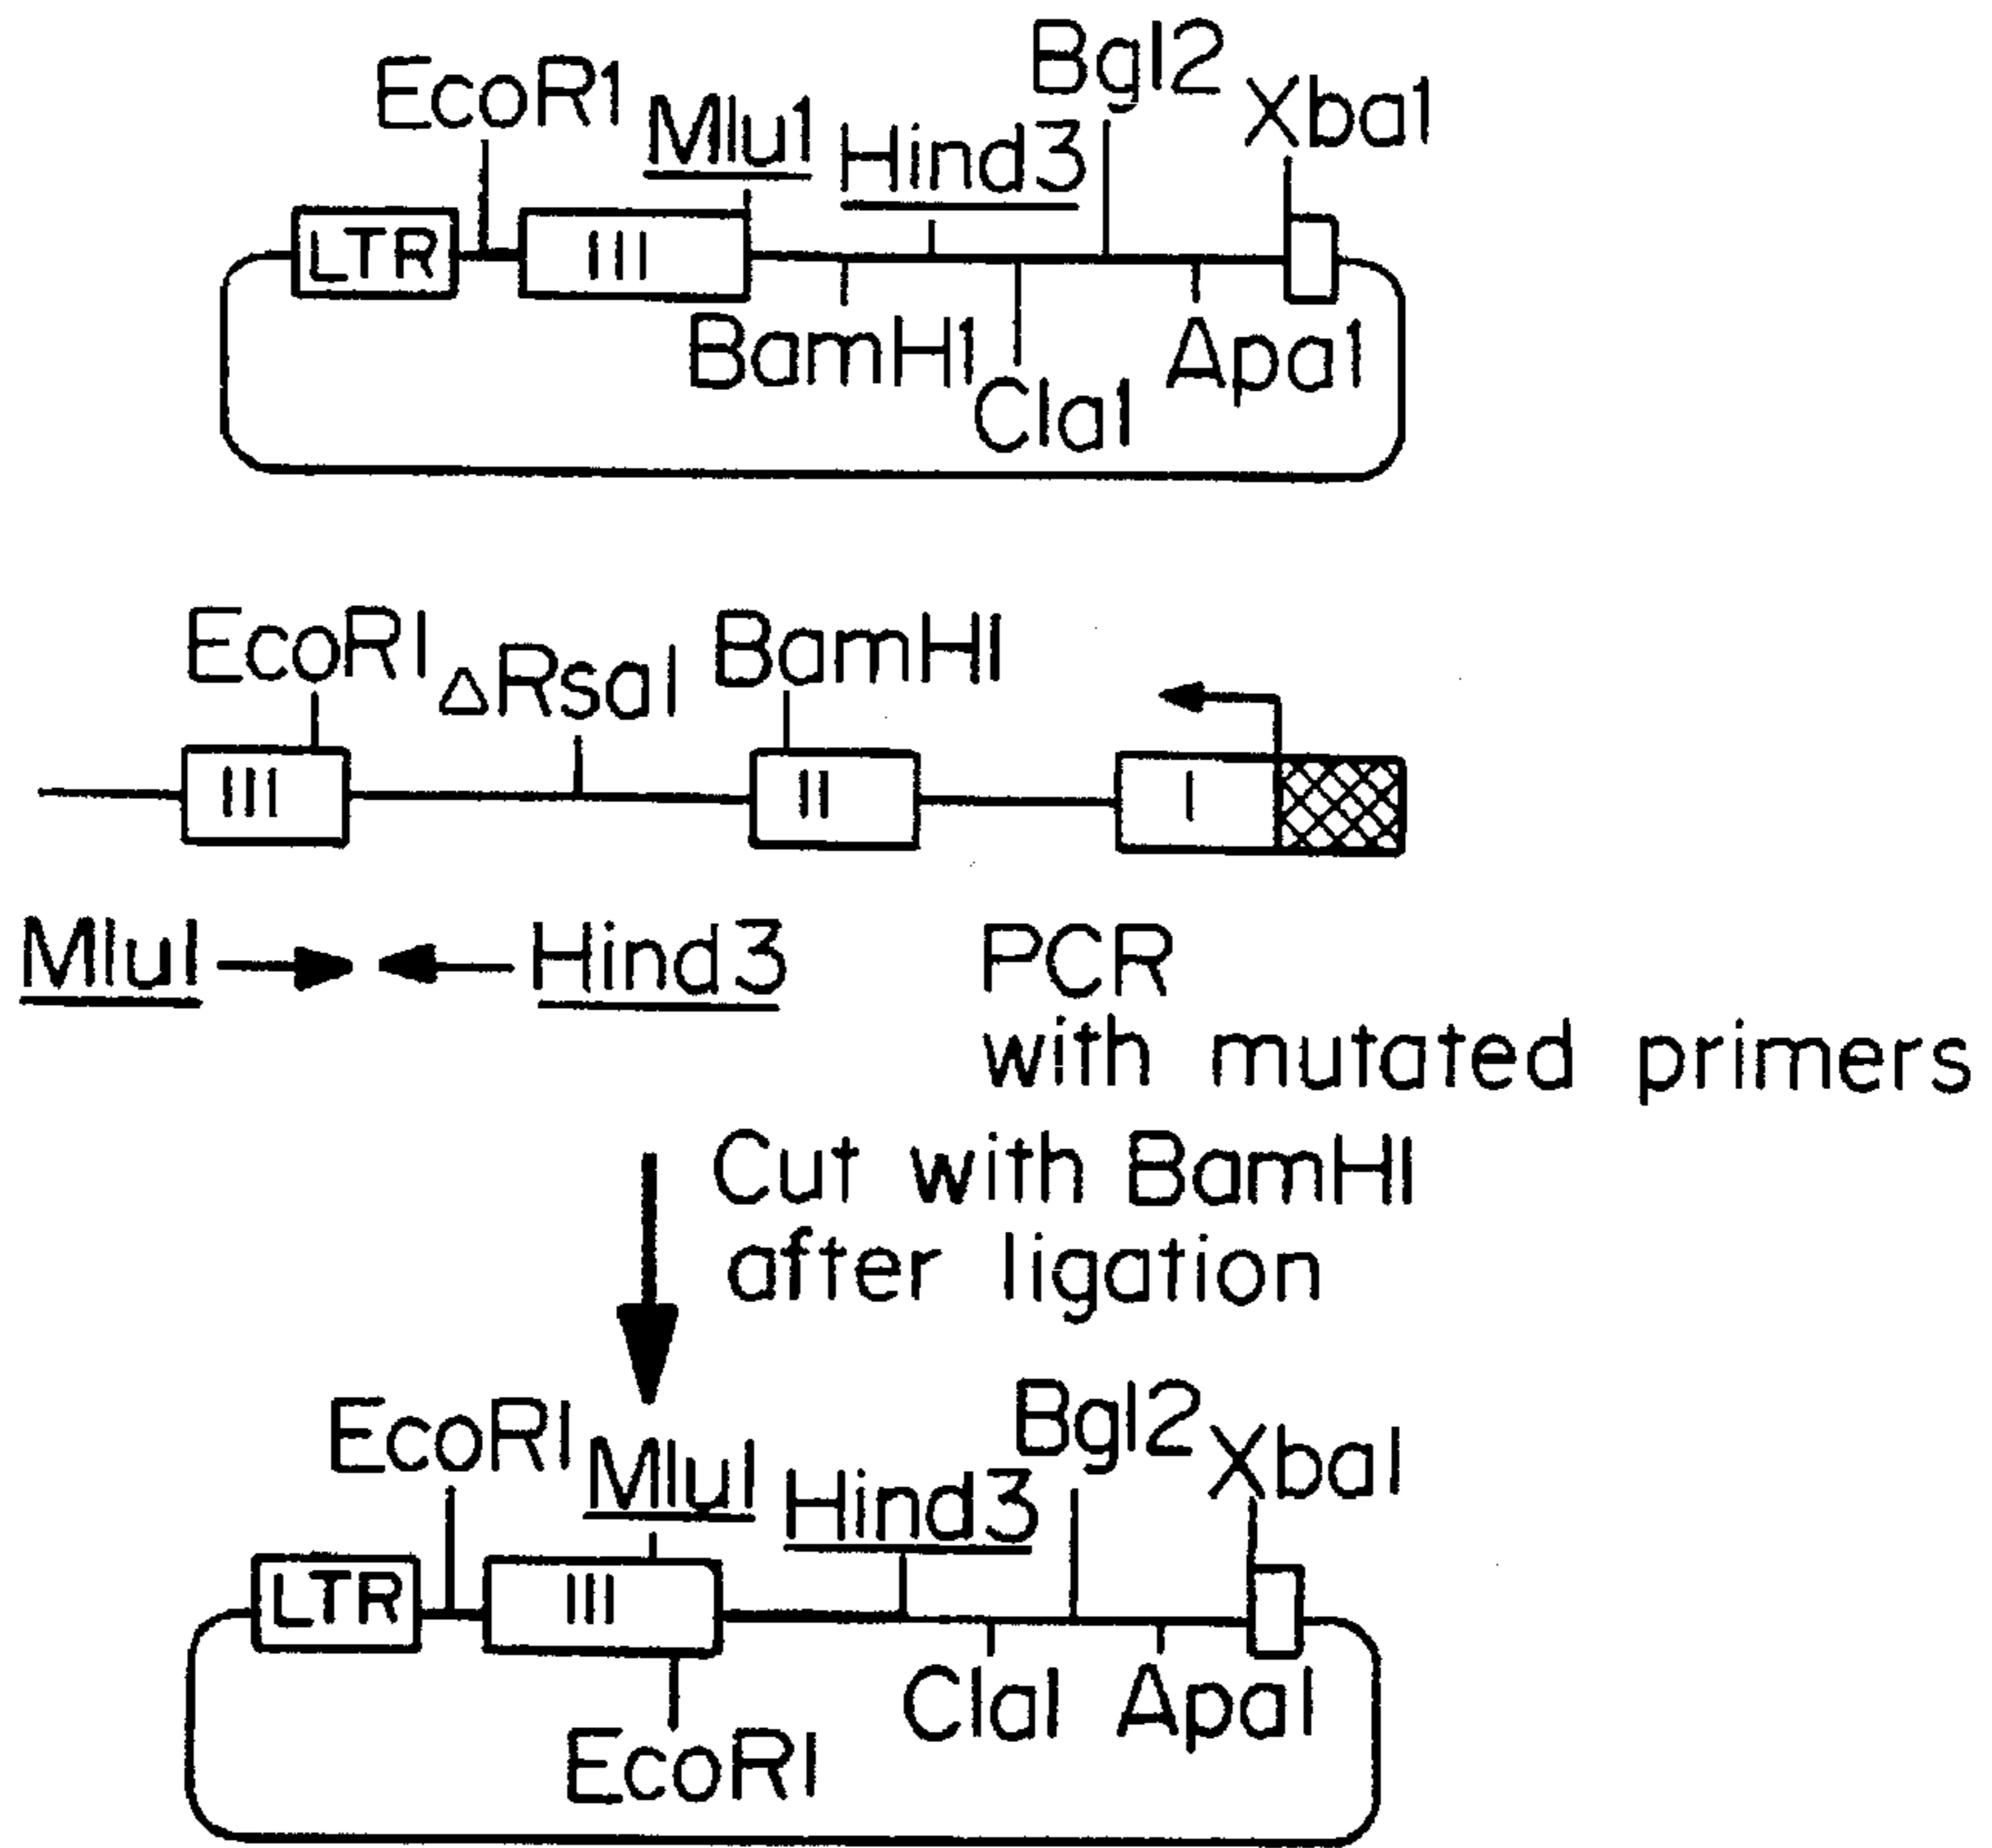 Bgl2
EcoR1
Mlu1
Xba1
Hind3
LTR
III
BamH1
Apa1
Cla1
EcoRI
△RsaI
BamHI
III
II
I
MluI
Hind3
PCR
with mutated primers
Cut with BamHI
after ligation
EcoRI
MluI
Bgl2
XbaI
Hind3
LTR
III
ClaI
ApaI
EcoRI